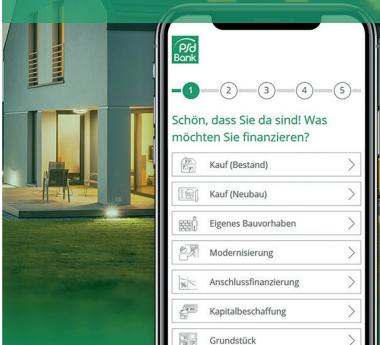 PSd
Bank
1 2 3 4 5
Schön, dass Sie da sind! Was
möchten Sie finanzieren?
Kauf (Bestand)
Kauf (Neubau)
Eigenes Bauvorhaben
Modernisierung
Anschlussfinanzierung
Kapitalbeschaffung
Grundstück